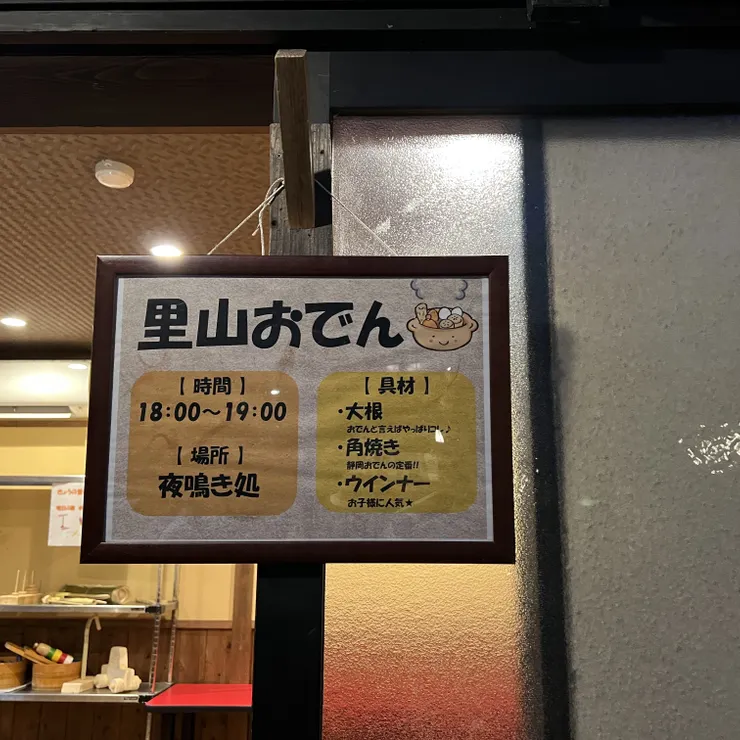 里山おでん
【 時間 】
18:00～19:00
【 場所 】
夜鳴き処
【 具材 】
・大根
おでんと言えばやっぱりコレ♪
・角焼き
静岡おでんの定番!!
・ウインナー
お子様に人気★